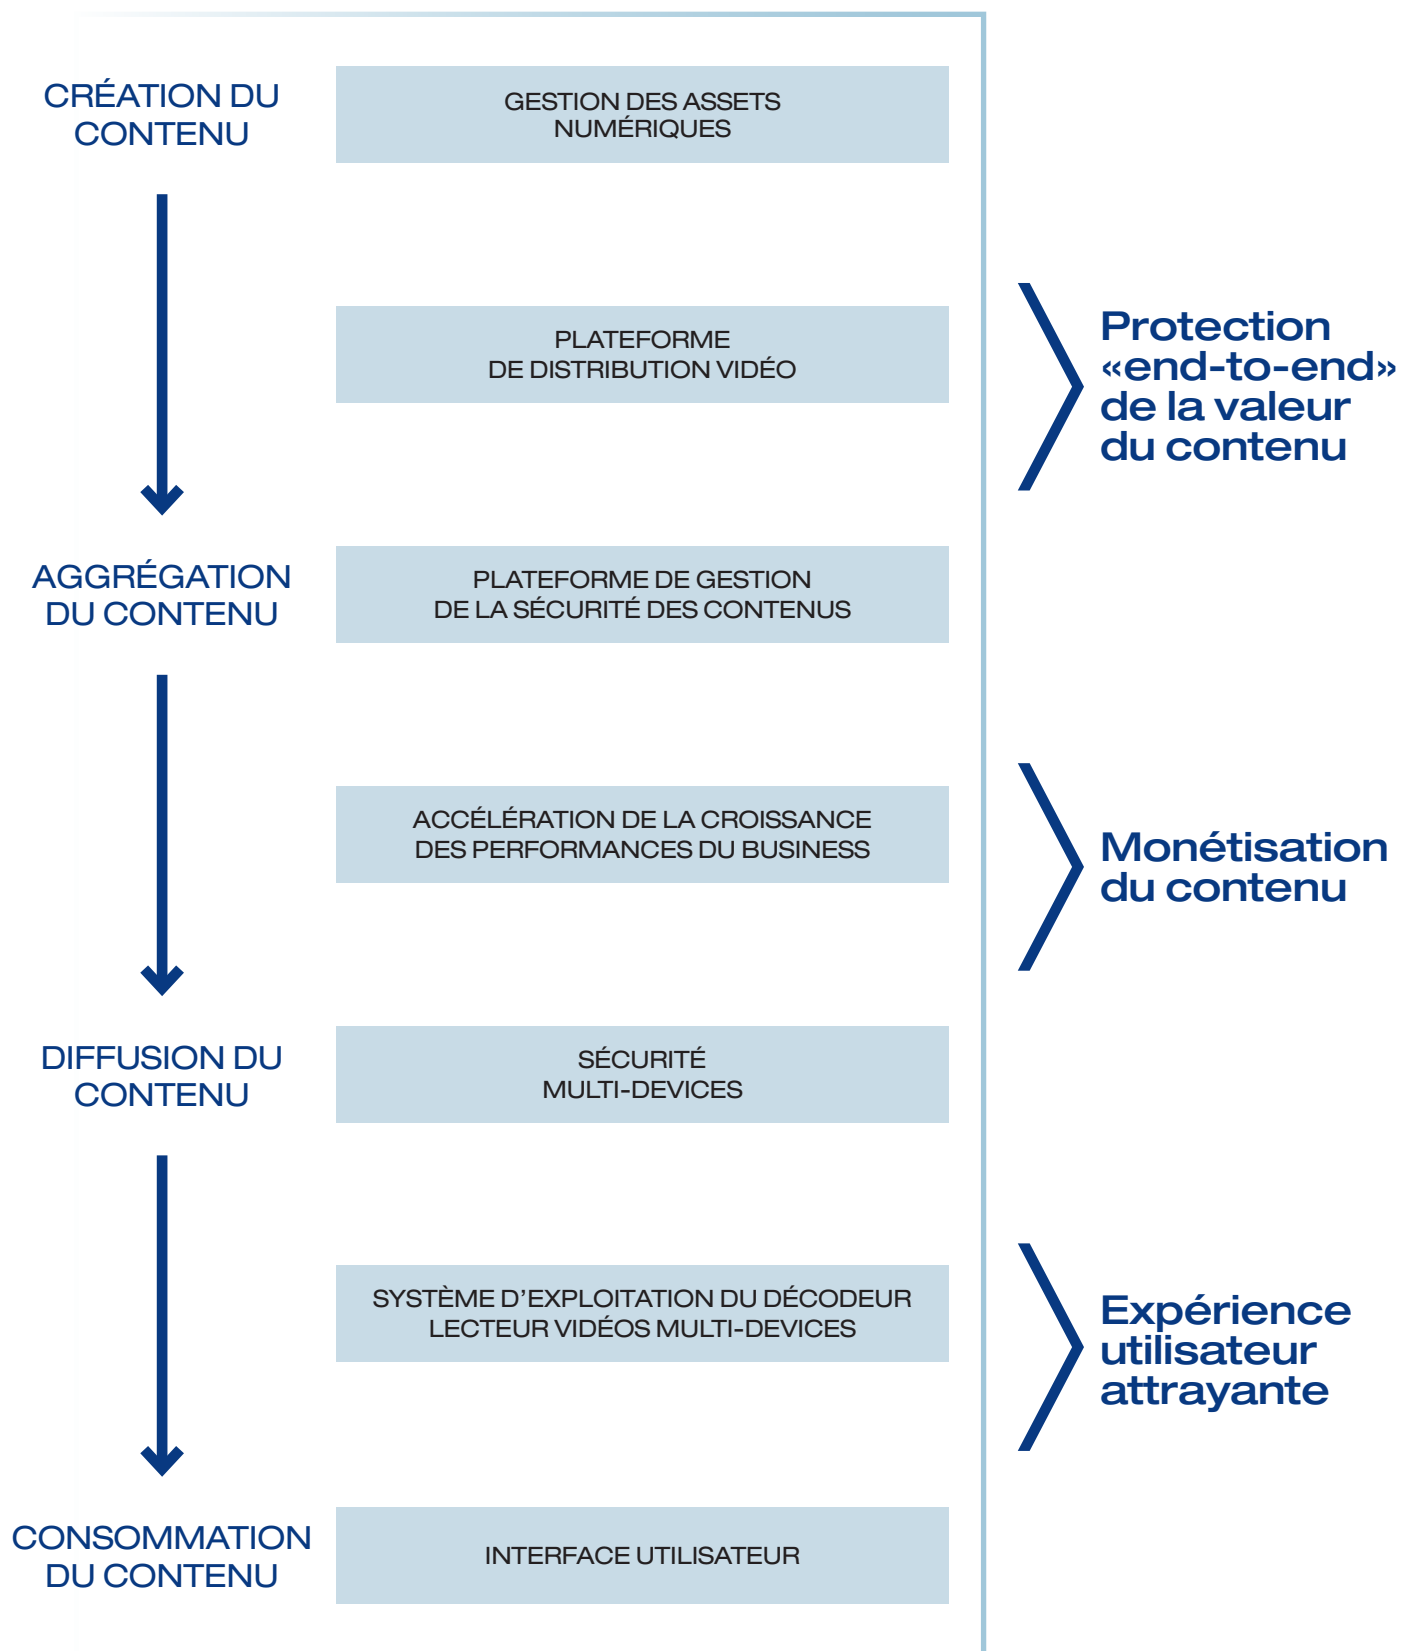 CRÉATION DU
CONTENU
GESTION DES ASSETS
NUMÉRIQUES
PLATEFORME
DE DISTRIBUTION VIDÉO
Protection
«end-to-end»
de la valeur
du contenu
AGGRÉGATION
DU CONTENU
PLATEFORME DE GESTION
DE LA SÉCURITÉ DES CONTENUS
ACCÉLÉRATION DE LA CROISSANCE
DES PERFORMANCES DU BUSINESS
Monétisation
du contenu
DIFFUSION DU
CONTENU
SÉCURITÉ
MULTI-DEVICES
SYSTÈME D’EXPLOITATION DU DÉCODEUR
LECTEUR VIDÉOS MULTI-DEVICES
Expérience
utilisateur
attrayante
CONSOMMATION
DU CONTENU
INTERFACE UTILISATEUR